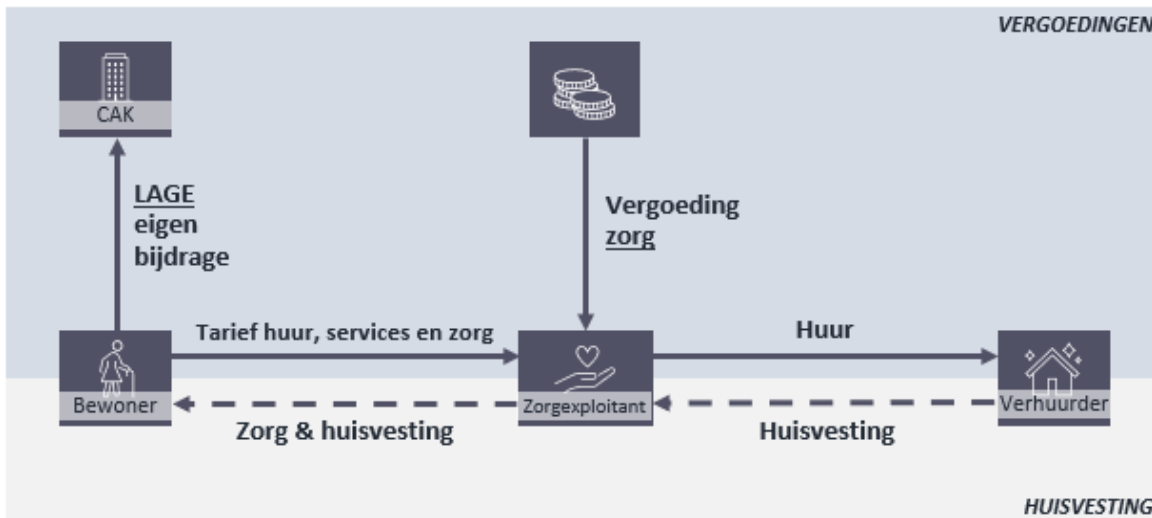 VERGOEDINGEN
CAK
LAGE
eigen
bijdrage
Vergoeding
zorg
Tarief huur, services en zorg
Huur
Bewoner
Zorgexploitant
Verhuurder
Zorg & huisvesting
Huisvesting
HUISVESTING